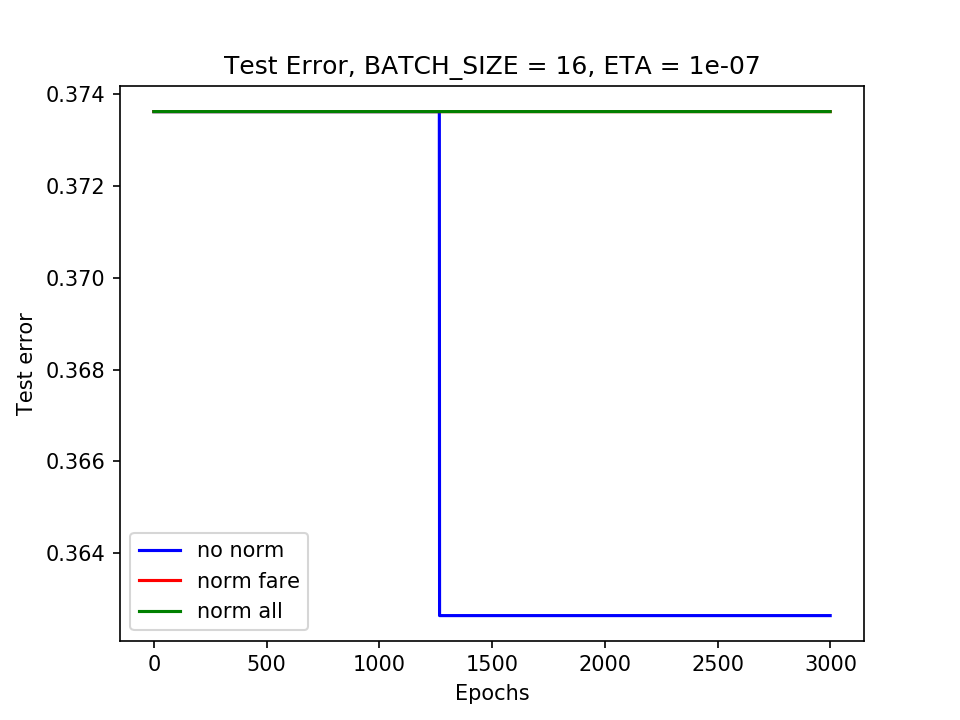 Test Error, BATCH_SIZE = 16, ETA = 1e-07
0.374
0.372
0.370
0.368
0.366
0.364
Test error
no norm
norm fare
norm all
0 500 1000 1500 2000 2500 3000
Epochs